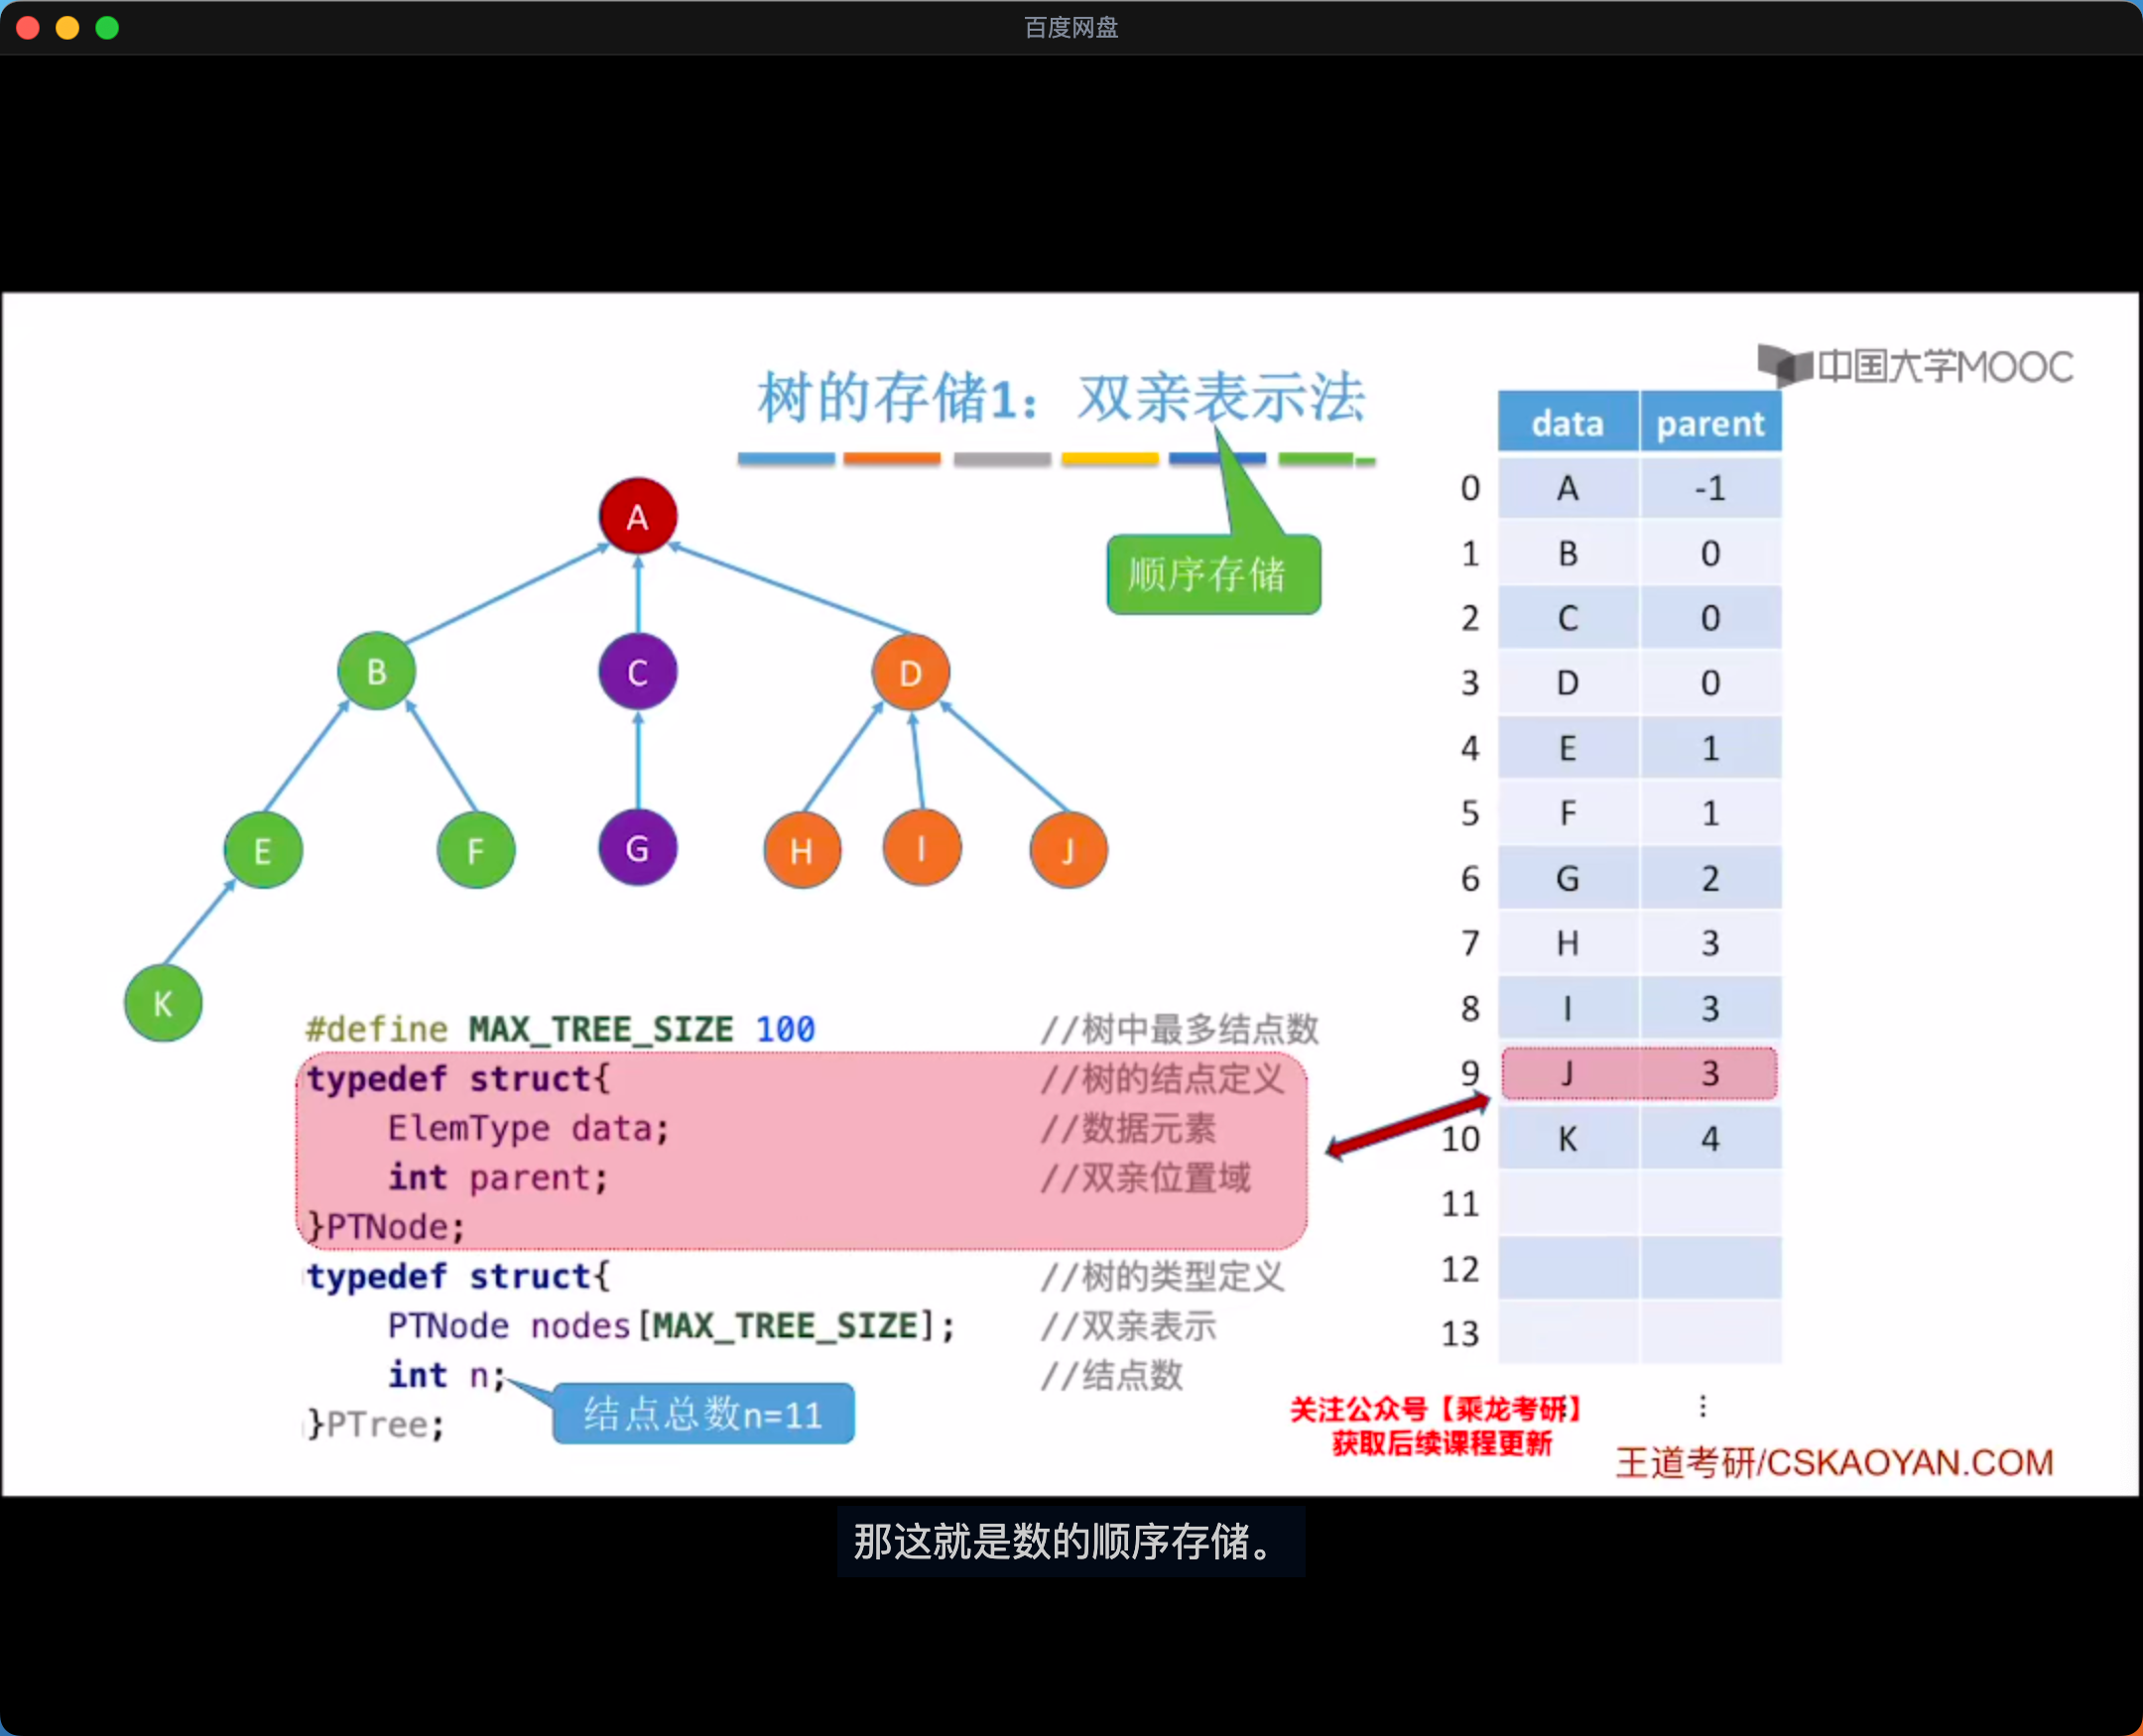 百度网盘
中国大学MOOC
树的存储1：双亲表示法
顺序存储
A
B
C
D
E
F
G
H
I
J
K
data parent
0 A -1
1 B 0
2 C 0
3 D 0
4 E 1
5 F 1
6 G 2
7 H 3
8 I 3
9 J 3
10 K 4
11
12
13
⋮
#define MAX_TREE_SIZE 100 //树中最多结点数
typedef struct{ //树的结点定义
ElemType data; //数据元素
int parent; //双亲位置域
}PTNode;
typedef struct{ //树的类型定义
PTNode nodes[MAX_TREE_SIZE]; //双亲表示
int n; //结点数
}PTree;
结点总数n=11
关注公众号【乘龙考研】
获取后续课程更新
王道考研/CSKAOYAN.COM
那这就是数的顺序存储。